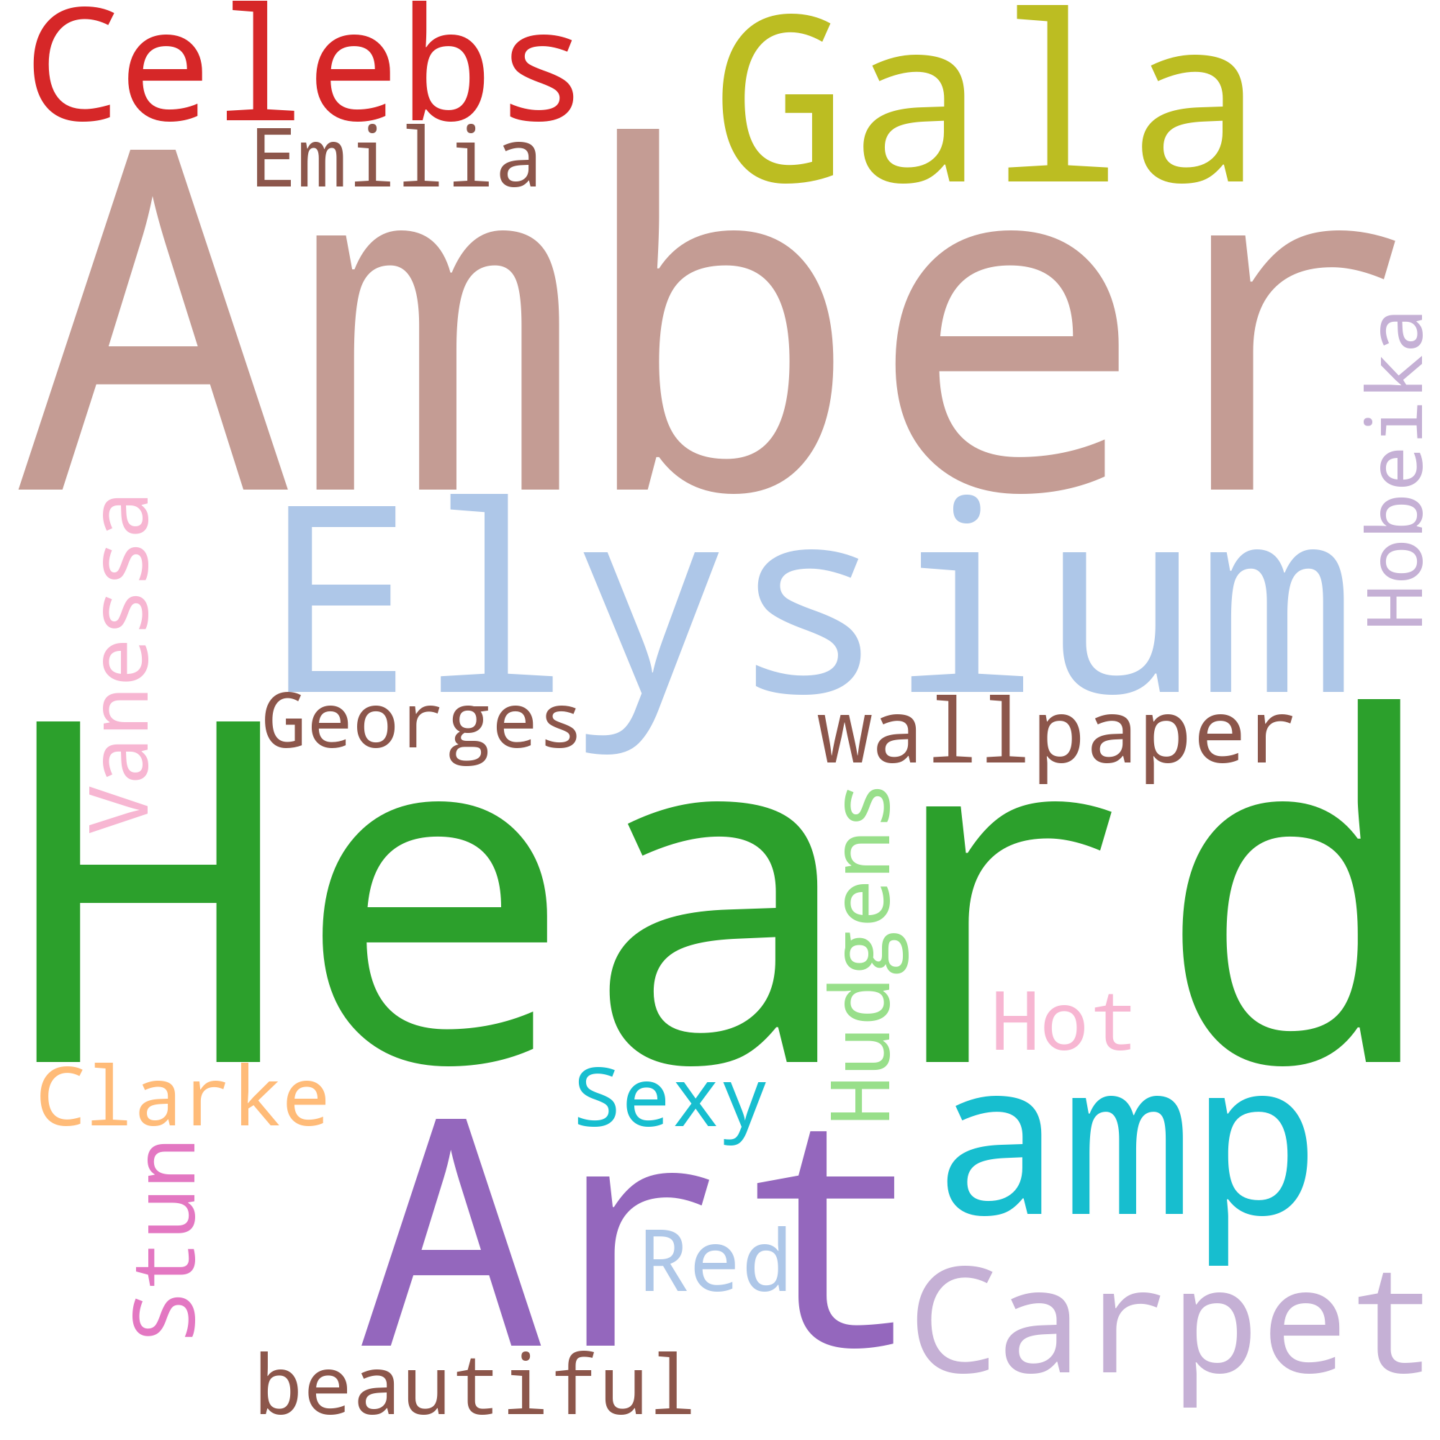 Celebs
Gala
Emilia
Amber
Hobeika
Vanessa
Elysium
Georges
wallpaper
Heard
Hudgens
Hot
Clarke
Sexy
amp
Stun
Art
Red
Carpet
beautiful